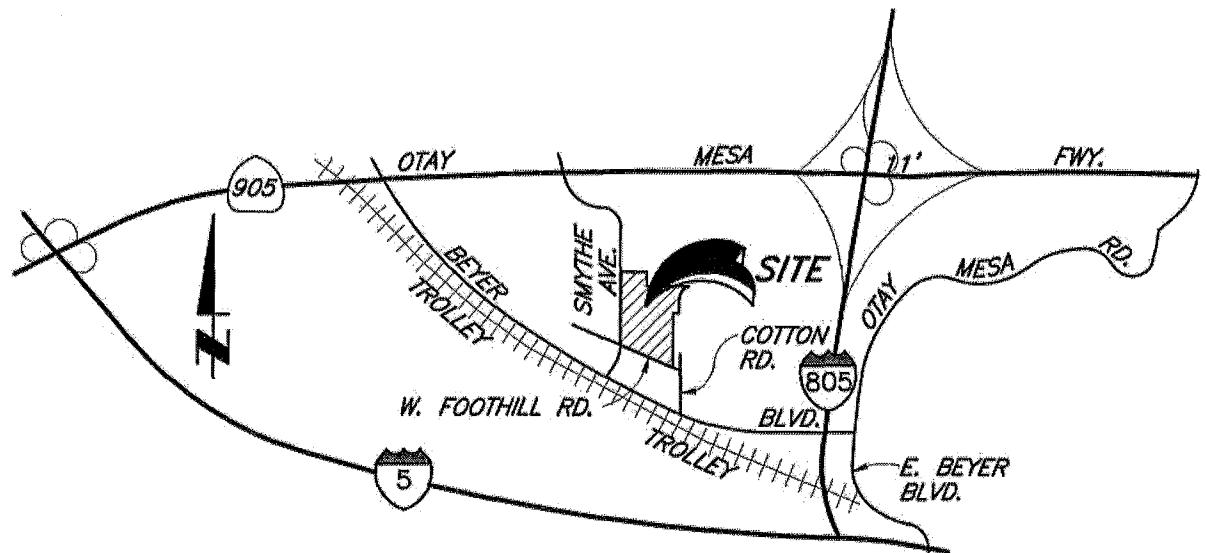 OTAY MESA FWY.
905
11'
BEYER
TROLLEY
SMYTHE
AVE.
SITE
OTAY MESA RD.
N
COTTON
RD.
805
W. FOOTHILL RD.
BLVD.
TROLLEY
5
E. BEYER
BLVD.